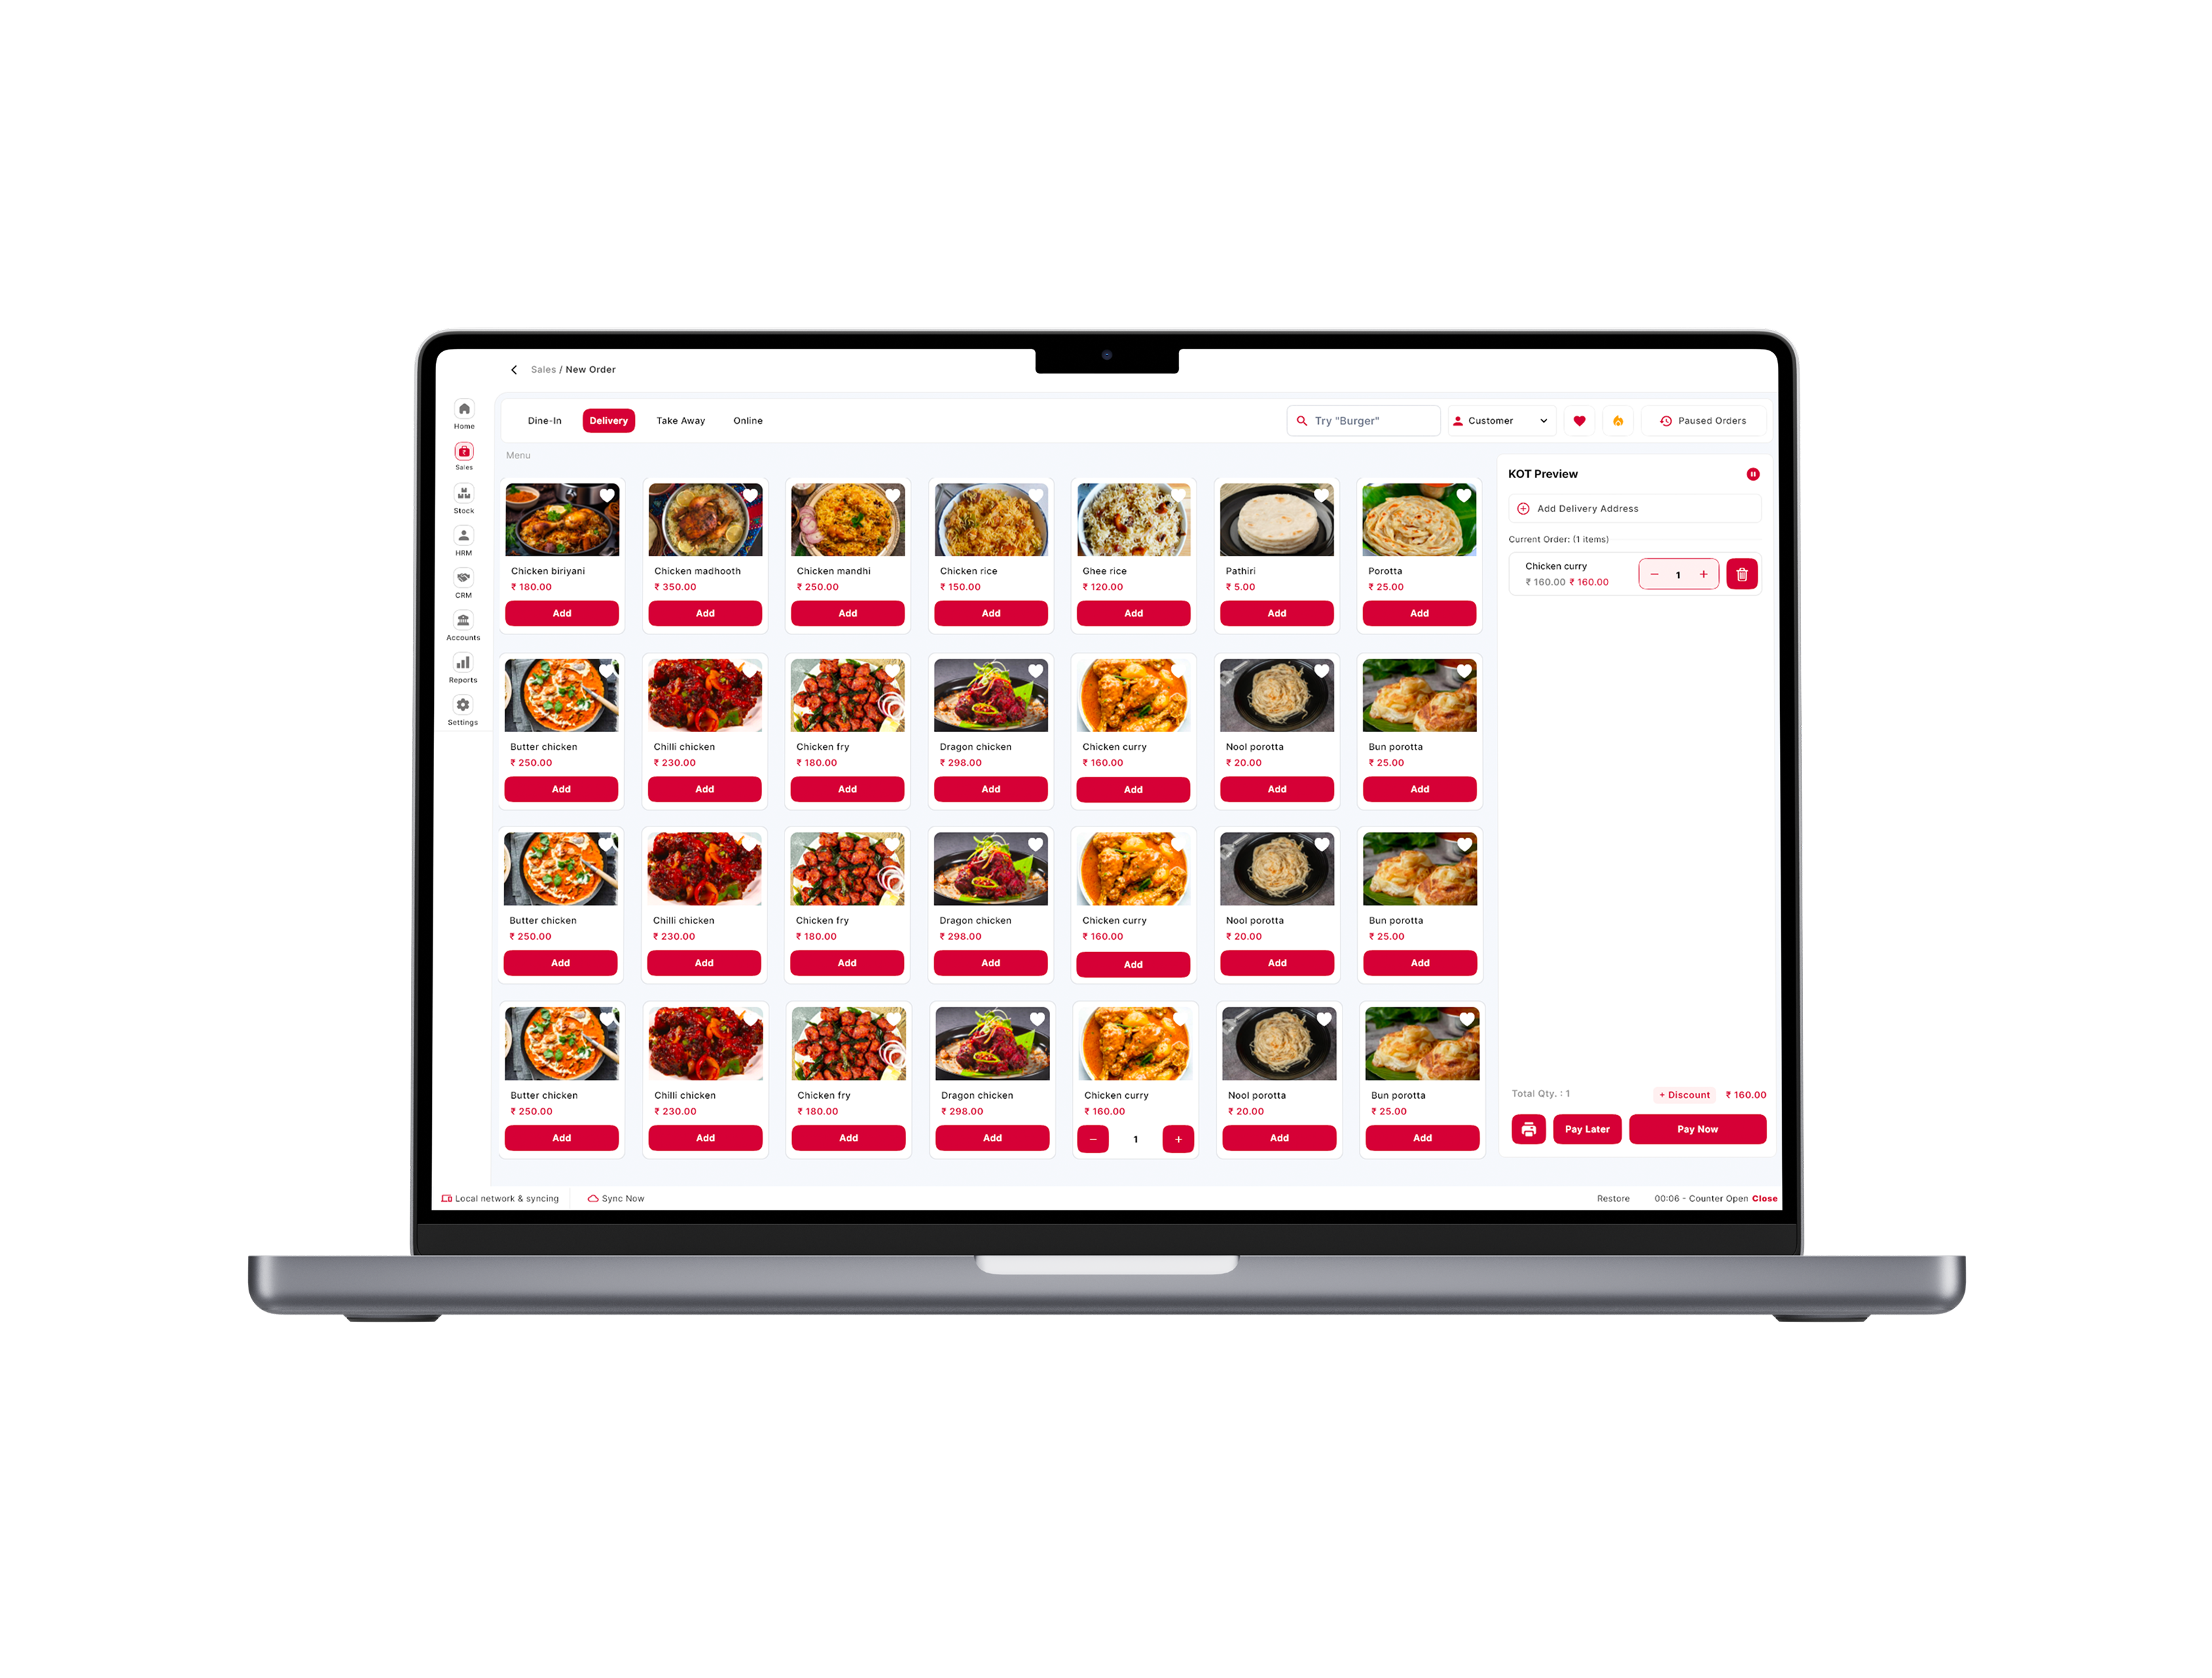 Sales / New Order
Home
Sales
Stock
HRM
CRM
Accounts
Reports
Settings
Dine-In Delivery Take Away Online Try "Burger" Customer Paused Orders
Menu
Chicken biriyani Chicken madhooth Chicken mandhi Chicken rice Ghee rice Pathiri Porotta
₹ 180.00 ₹ 350.00 ₹ 250.00 ₹ 150.00 ₹ 120.00 ₹ 5.00 ₹ 25.00
Add Add Add Add Add Add Add
Butter chicken Chilli chicken Chicken fry Dragon chicken Chicken curry Nool porotta Bun porotta
₹ 250.00 ₹ 230.00 ₹ 180.00 ₹ 298.00 ₹ 160.00 ₹ 20.00 ₹ 25.00
Add Add Add Add Add Add Add
Butter chicken Chilli chicken Chicken fry Dragon chicken Chicken curry Nool porotta Bun porotta
₹ 250.00 ₹ 230.00 ₹ 180.00 ₹ 298.00 ₹ 160.00 ₹ 20.00 ₹ 25.00
Add Add Add Add Add Add Add
Butter chicken Chilli chicken Chicken fry Dragon chicken Chicken curry Nool porotta Bun porotta
₹ 250.00 ₹ 230.00 ₹ 180.00 ₹ 298.00 ₹ 160.00 ₹ 20.00 ₹ 25.00
Add Add Add Add − 1 + Add Add
KOT Preview
Add Delivery Address
Current Order: (1 items)
Chicken curry
₹ 160.00 ₹ 160.00 − 1 +
Total Qty. : 1 + Discount ₹ 160.00
Pay Later Pay Now
Local network & syncing Sync Now Restore 00:06 - Counter Open Close